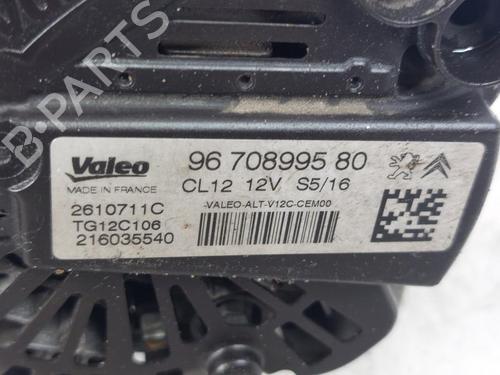 B-PARTS
Valeo
96 708995 80
MADE IN FRANCE
CL12 12V S5/16
2610711C
-VALEO-ALT-V12C-CEM00
TG12C106
216035540